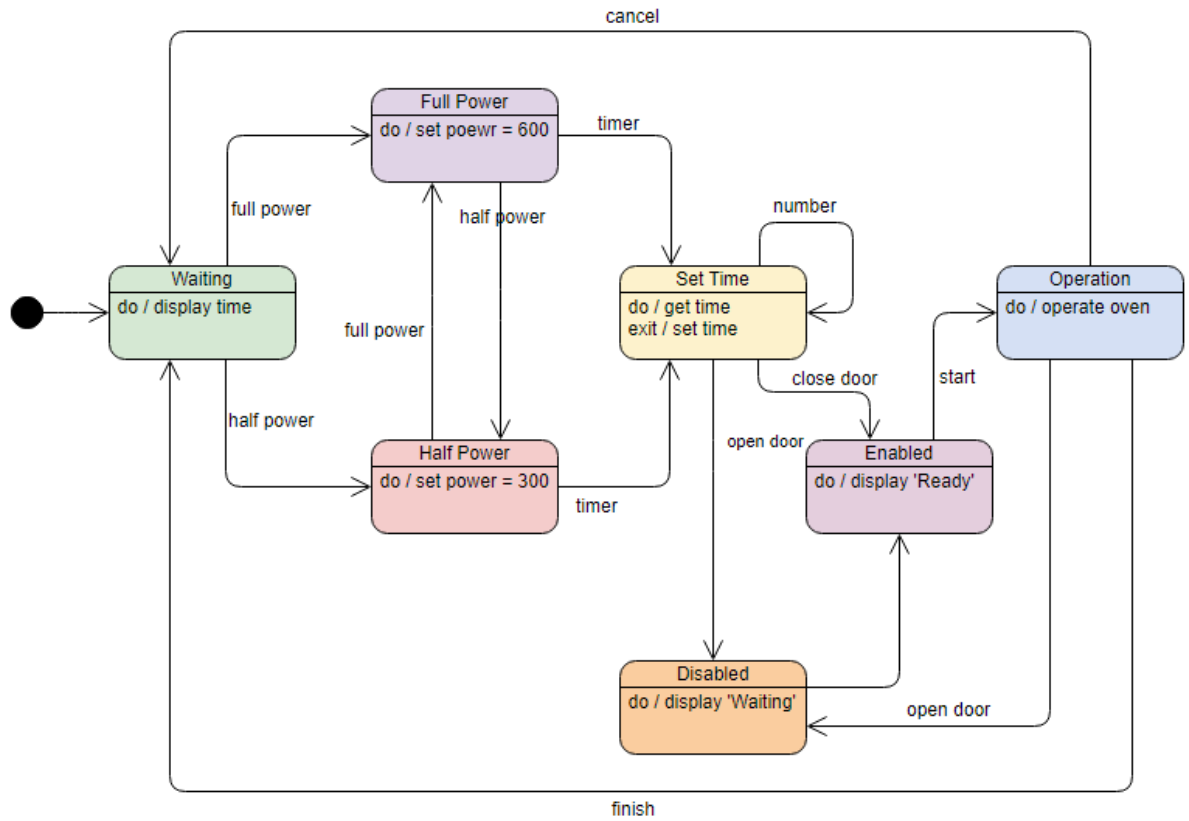 cancel
Full Power
do / set poewr = 600
timer
full power
half power
number
Waiting
do / display time
Set Time
do / get time
exit / set time
Operation
do / operate oven
full power
close door
start
half power
open door
Half Power
do / set power = 300
timer
Enabled
do / display 'Ready'
Disabled
do / display 'Waiting'
open door
finish